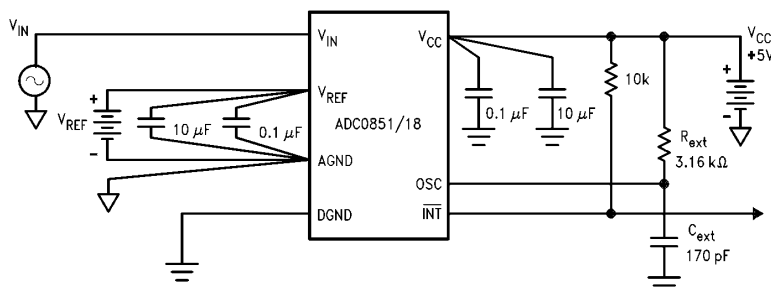 V_IN
V_IN
V_CC
V_CC
+5V
+
-
10k
+
V_REF
-
10 μF
0.1 μF
V_REF
ADC0851/18
0.1 μF
10 μF
AGND
R_ext
3.16 kΩ
OSC
DGND
INT
C_ext
170 pF